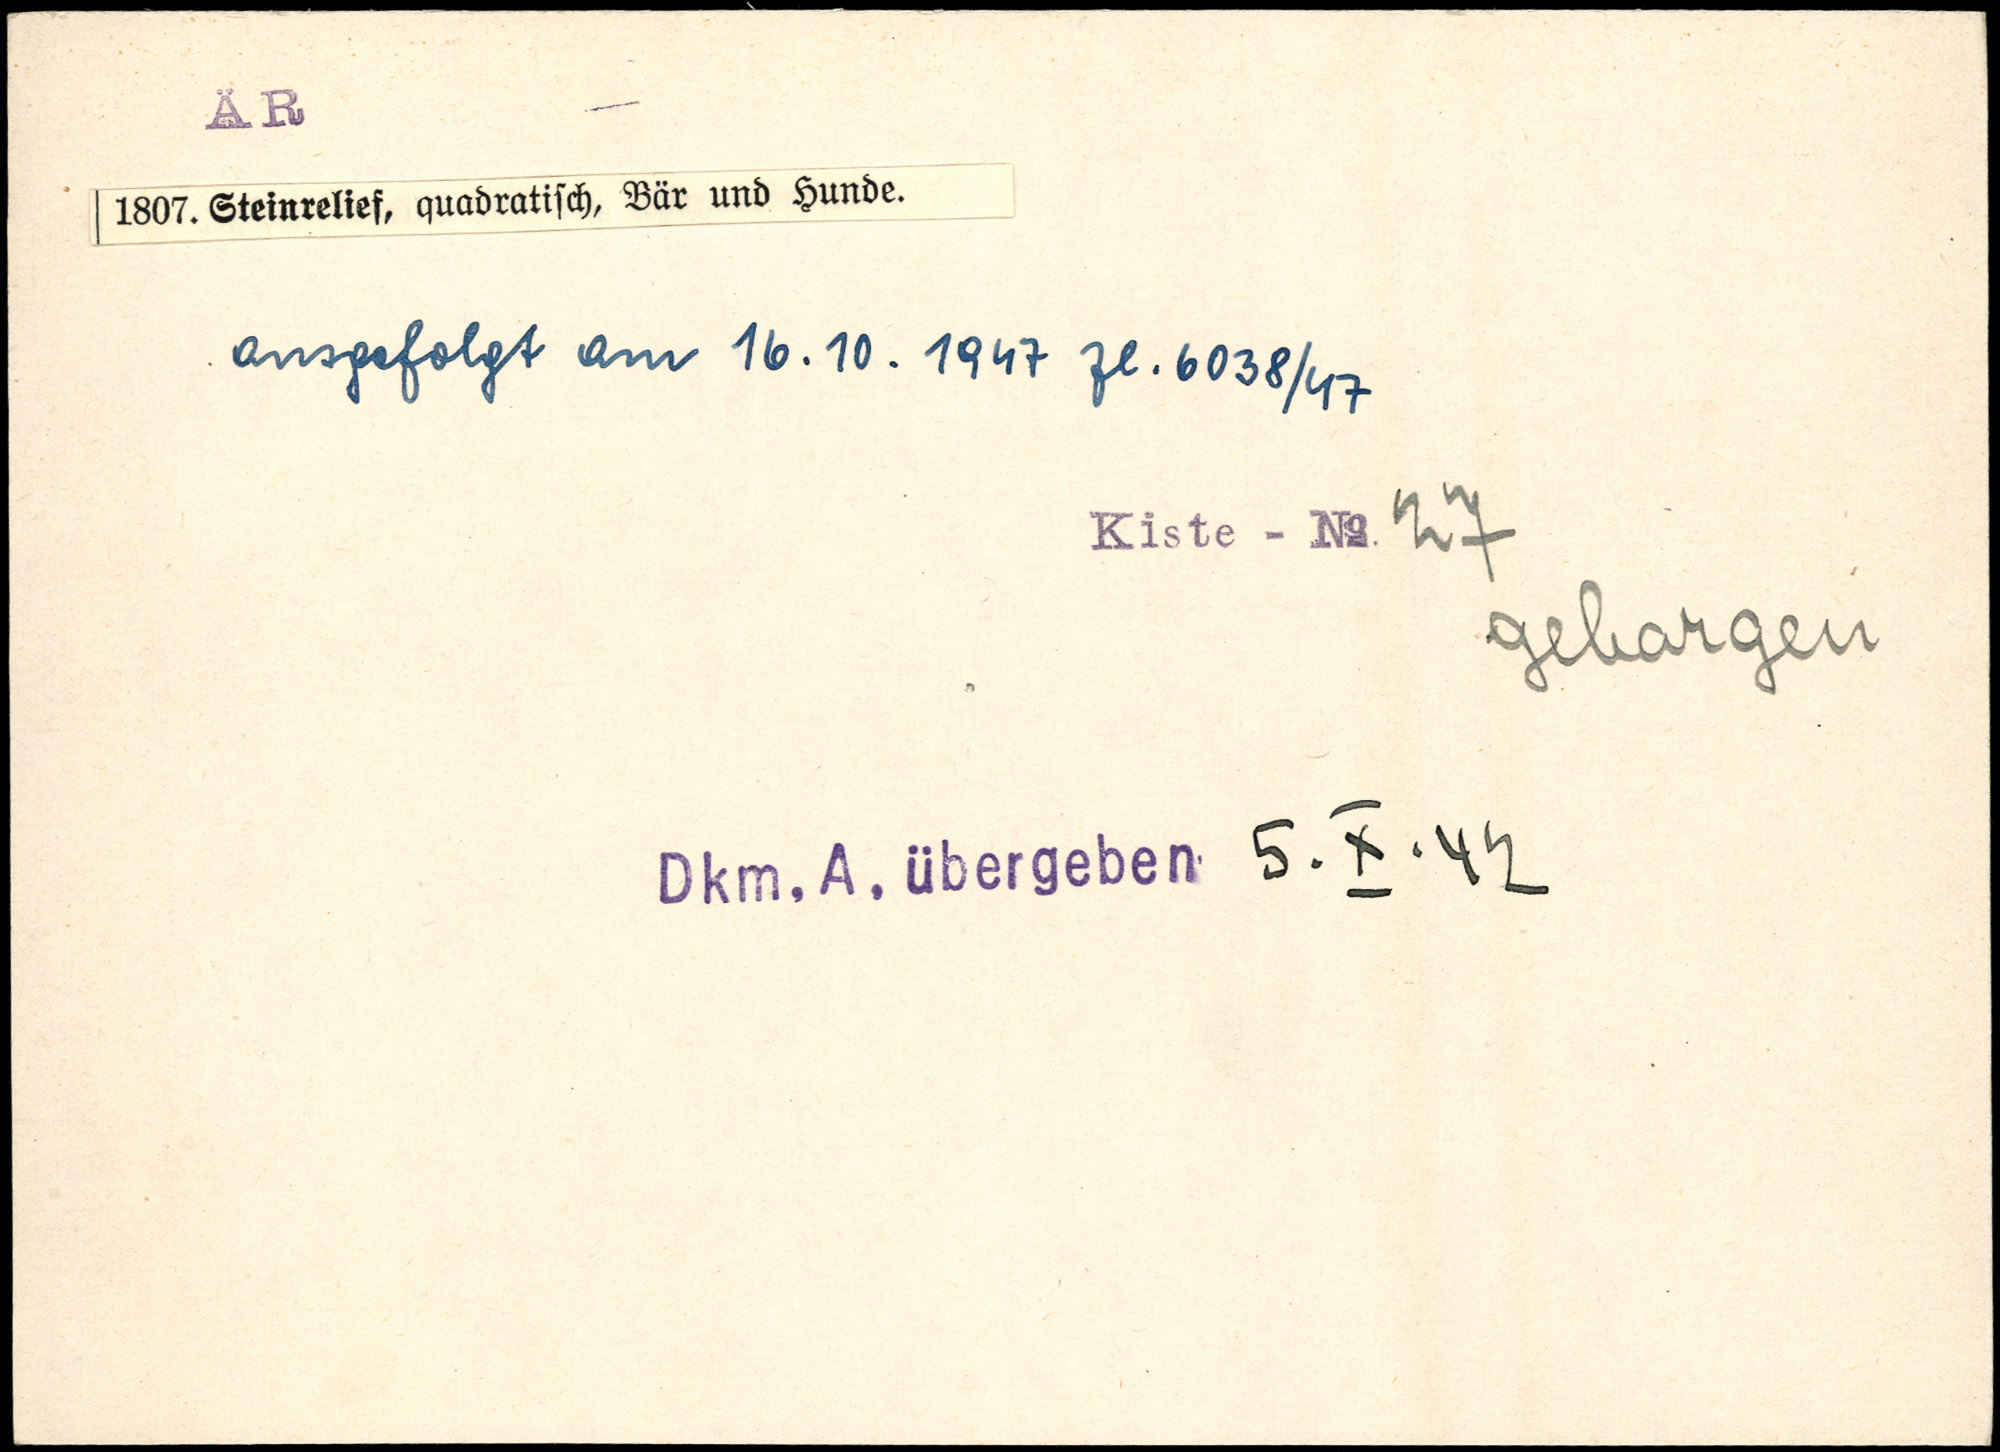 ÄR
1807. Steinrelief, quadratisch, Bär und Hunde.
ausgefolgt am 16.10.1947 Zl. 6038/47
Kiste - No. 27
geborgen
Dkm. A. übergeben 5. X. 42